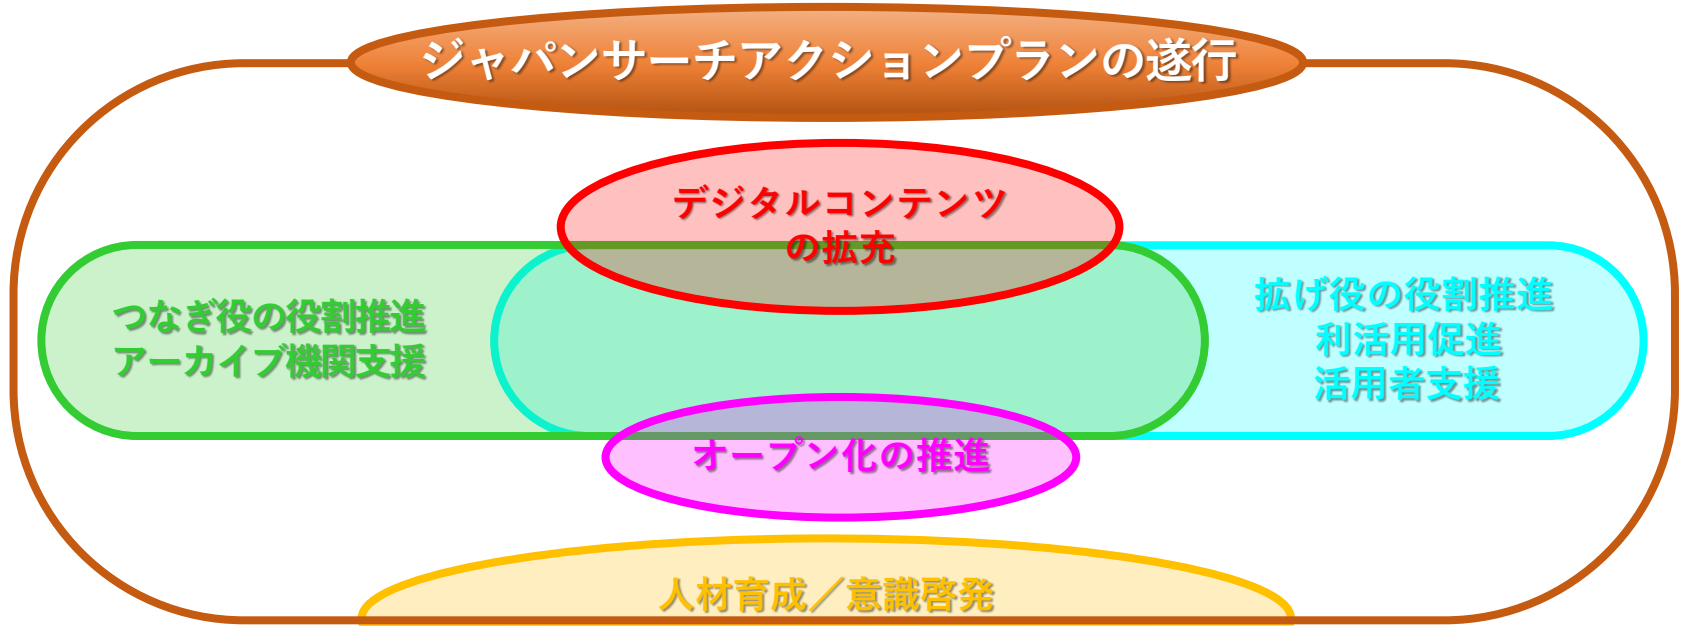 ジャパンサーチアクションプランの遂行
デジタルコンテンツ
の拡充
つなぎ役の役割推進
アーカイブ機関支援
拡げ役の役割推進
利活用促進
活用者支援
オープン化の推進
人材育成／意識啓発